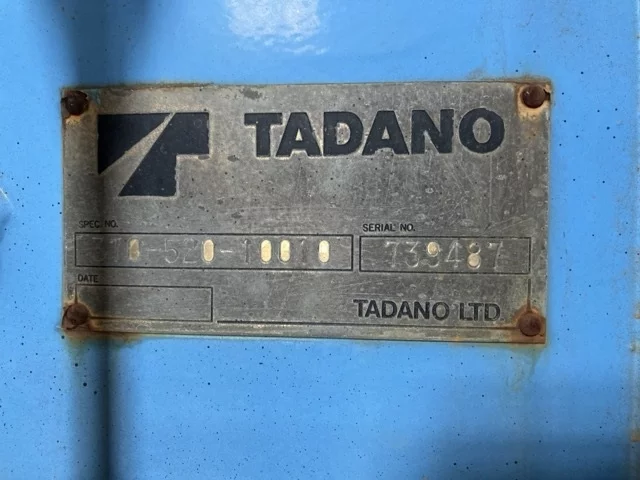 TADANO
SPEC. NO.
SERIAL NO.
739487
DATE
TADANO LTD.